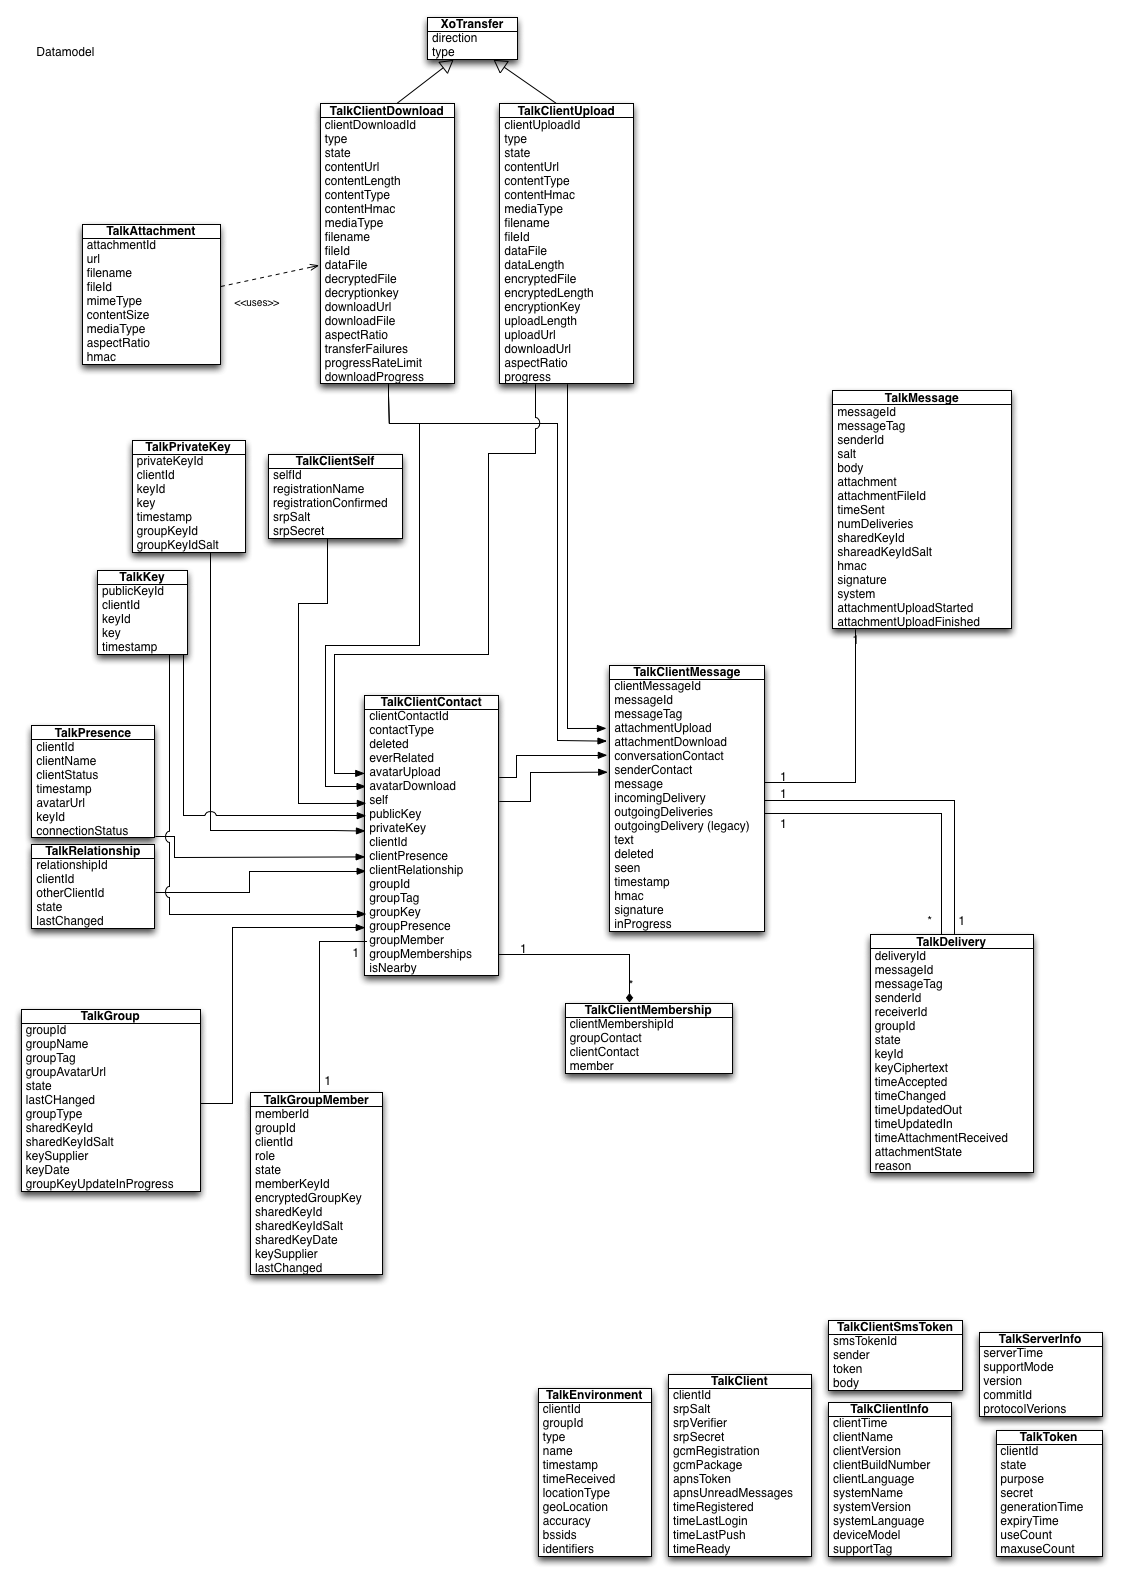 Datamodel
XoTransfer
direction
type
TalkClientDownload
clientDownloadId
type
state
contentUrl
contentLength
contentType
contentHmac
mediaType
filename
fileId
dataFile
decryptedFile
decryptionkey
downloadUrl
downloadFile
aspectRatio
transferFailures
progressRateLimit
downloadProgress
TalkClientUpload
clientUploadId
type
state
contentUrl
contentType
contentHmac
mediaType
filename
fileId
dataFile
dataLength
encryptedFile
encryptedLength
encryptionKey
uploadLength
uploadUrl
downloadUrl
aspectRatio
progress
TalkAttachment
attachmentId
url
filename
fileId
mimeType
contentSize
mediaType
aspectRatio
hmac
<<uses>>
TalkMessage
messageId
messageTag
senderId
salt
body
attachment
attachmentFileId
timeSent
numDeliveries
sharedKeyId
shareadKeyIdSalt
hmac
signature
system
attachmentUploadStarted
attachmentUploadFinished
1
TalkPrivateKey
privateKeyId
clientId
keyId
key
timestamp
groupKeyId
groupKeyIdSalt
TalkClientSelf
selfId
registrationName
registrationConfirmed
srpSalt
srpSecret
TalkKey
publicKeyId
clientId
keyId
key
timestamp
TalkClientMessage
clientMessageId
messageId
messageTag
attachmentUpload
attachmentDownload
conversationContact
senderContact
message
incomingDelivery
outgoingDeliveries
outgoingDelivery (legacy)
text
deleted
seen
timestamp
hmac
signature
inProgress
1
1
1
*
1
TalkClientContact
clientContactId
contactType
deleted
everRelated
avatarUpload
avatarDownload
self
publicKey
privateKey
clientId
clientPresence
clientRelationship
groupId
groupTag
groupKey
groupPresence
groupMember
groupMemberships
isNearby
1
1
*
1
TalkPresence
clientId
clientName
clientStatus
timestamp
avatarUrl
keyId
connectionStatus
TalkRelationship
relationshipId
clientId
otherClientId
state
lastChanged
TalkDelivery
deliveryId
messageId
messageTag
senderId
receiverId
groupId
state
keyId
keyCiphertext
timeAccepted
timeChanged
timeUpdatedOut
timeUpdatedIn
timeAttachmentReceived
attachmentState
reason
TalkClientMembership
clientMembershipId
groupContact
clientContact
member
TalkGroup
groupId
groupName
groupTag
groupAvatarUrl
state
lastCHanged
groupType
sharedKeyId
sharedKeyIdSalt
keySupplier
keyDate
groupKeyUpdateInProgress
TalkGroupMember
memberId
groupId
clientId
role
state
memberKeyId
encryptedGroupKey
sharedKeyId
sharedKeyIdSalt
sharedKeyDate
keySupplier
lastChanged
TalkClientSmsToken
smsTokenId
sender
token
body
TalkServerInfo
serverTime
supportMode
version
commitId
protocolVerions
TalkEnvironment
clientId
groupId
type
name
timestamp
timeReceived
locationType
geoLocation
accuracy
bssids
identifiers
TalkClient
clientId
srpSalt
srpVerifier
srpSecret
gcmRegistration
gcmPackage
apnsToken
apnsUnreadMessages
timeRegistered
timeLastLogin
timeLastPush
timeReady
TalkClientInfo
clientTime
clientName
clientVersion
clientBuildNumber
clientLanguage
systemName
systemVersion
systemLanguage
deviceModel
supportTag
TalkToken
clientId
state
purpose
secret
generationTime
expiryTime
useCount
maxuseCount